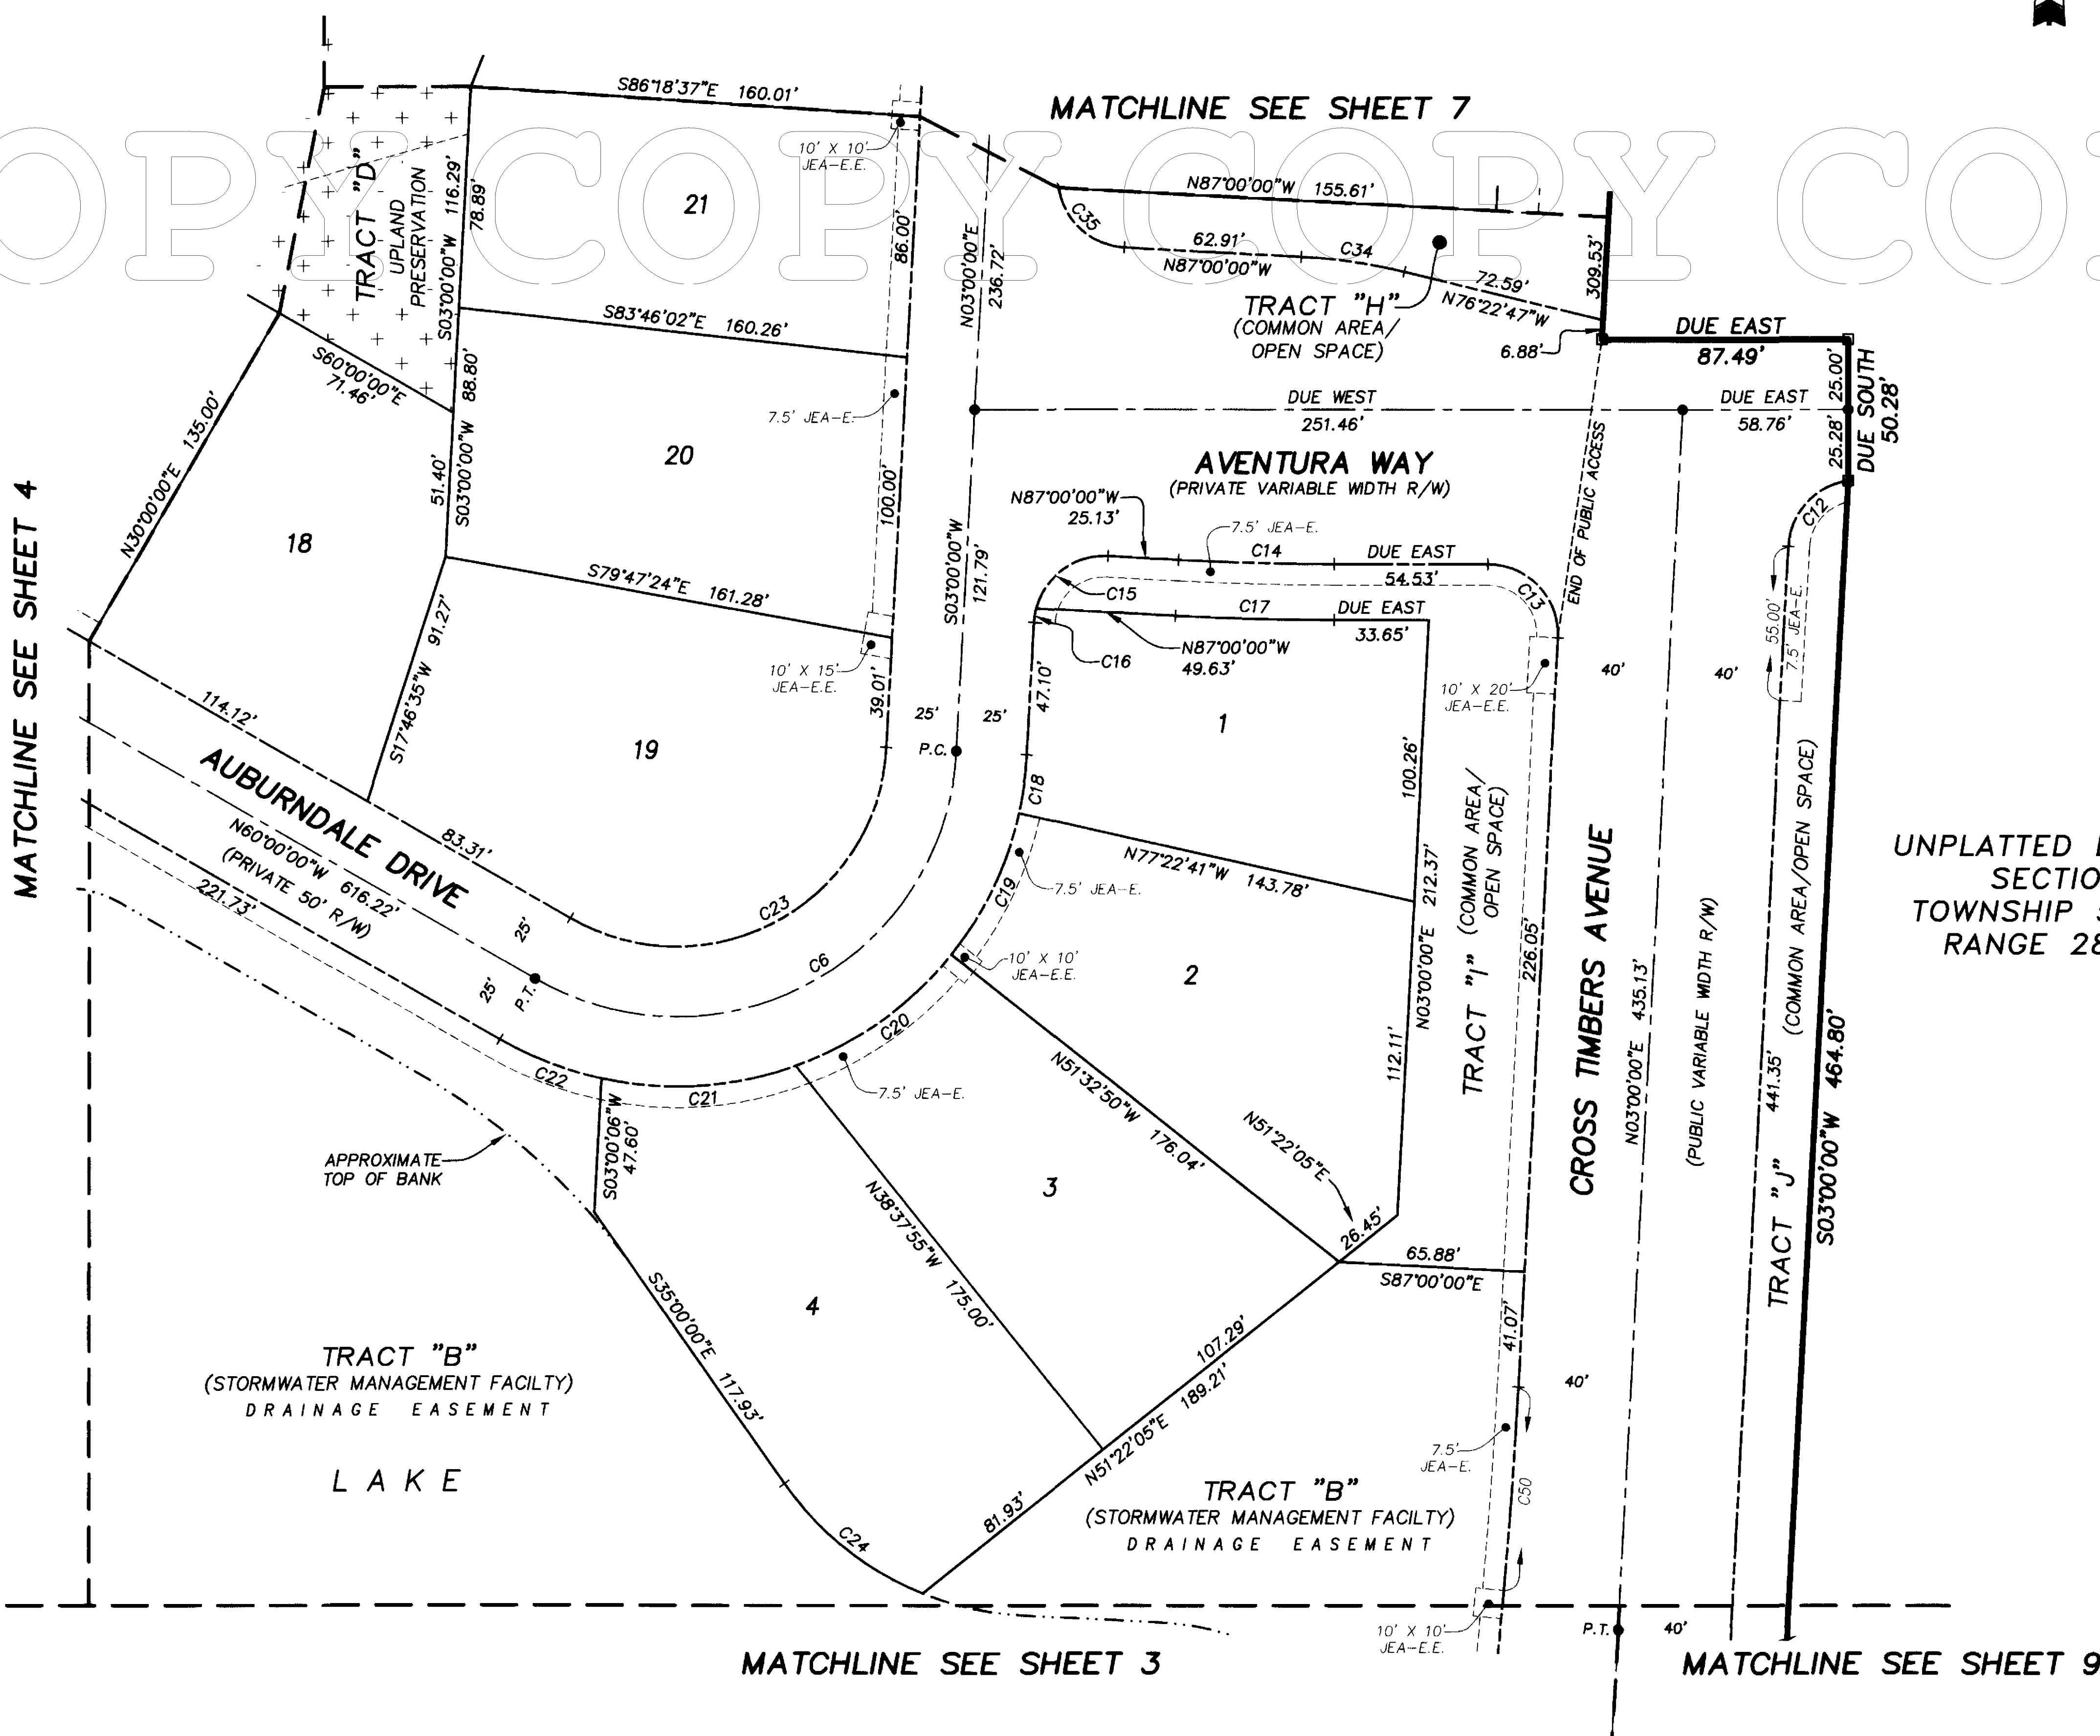 COPY COPY COPY COPY
S86°18'37"E 160.01'
MATCHLINE SEE SHEET 7
10' X 10'
JEA-E.E.
TRACT "D"
UPLAND
PRESERVATION
S03°00'00"W 116.29'
78.89'
21
86.00'
N03°00'00"E
236.72'
N87°00'00"W 155.61'
C35
62.91'
N87°00'00"W
C34
72.59'
N76°22'47"W
309.53'
TRACT "H"
(COMMON AREA/
OPEN SPACE)
6.88'
DUE EAST
87.49'
25.00'
DUE SOUTH
50.28'
25.28'
S83°46'02"E 160.26'
S60°00'00"E
71.46'
88.80'
S03°00'00"W
51.40'
N30°00'00"E 135.00'
7.5' JEA-E.
20
100.00'
DUE WEST
251.46'
DUE EAST
58.76'
END OF PUBLIC ACCESS
AVENTURA WAY
(PRIVATE VARIABLE WIDTH R/W)
N87°00'00"W
25.13'
7.5' JEA-E.
C14
DUE EAST
54.53'
C13
C12
MATCHLINE SEE SHEET 4
18
S79°47'24"E 161.28'
S03°00'00"W
121.79'
C15
C17
DUE EAST
33.65'
N87°00'00"W
49.63'
C16
55.00'
7.5' JEA-E.
10' X 15'
JEA-E.E.
10' X 20'
JEA-E.E.
40'
40'
S17°46'35"W 91.27'
39.01'
25'
25'
P.C.
47.10'
1
19
100.26'
114.12'
AUBURNDALE DRIVE
N60°00'00"W 616.22'
(PRIVATE 50' R/W)
221.73'
83.31'
C18
N77°22'41"W 143.78'
C19
7.5' JEA-E.
C23
25'
25'
P.T.
C6
10' X 10'
JEA-E.E.
2
N03°00'00"E 212.37'
112.11'
TRACT "I" (COMMON AREA/
OPEN SPACE)
226.05'
CROSS TIMBERS AVENUE
N03°00'00"E 435.13'
(PUBLIC VARIABLE WIDTH R/W)
TRACT "J" (COMMON AREA/OPEN SPACE)
441.35'
S03°00'00"W 464.80'
UNPLATTED
SECTIO
TOWNSHIP
RANGE 28
C20
C22
C21
7.5' JEA-E.
S03°00'06"W
47.60'
APPROXIMATE
TOP OF BANK
N51°32'50"W 176.04'
N51°22'05"E
26.45'
3
N38°37'55"W 175.00'
65.88'
S87°00'00"E
4
S35°00'00"E 117.93'
107.29'
N51°22'05"E 189.21'
81.93'
41.07'
40'
TRACT "B"
(STORMWATER MANAGEMENT FACILTY)
DRAINAGE EASEMENT
LAKE
7.5'
JEA-E.
C50
TRACT "B"
(STORMWATER MANAGEMENT FACILTY)
DRAINAGE EASEMENT
C24
10' X 10'
JEA-E.E.
P.T.
40'
MATCHLINE SEE SHEET 3
MATCHLINE SEE SHEET 9